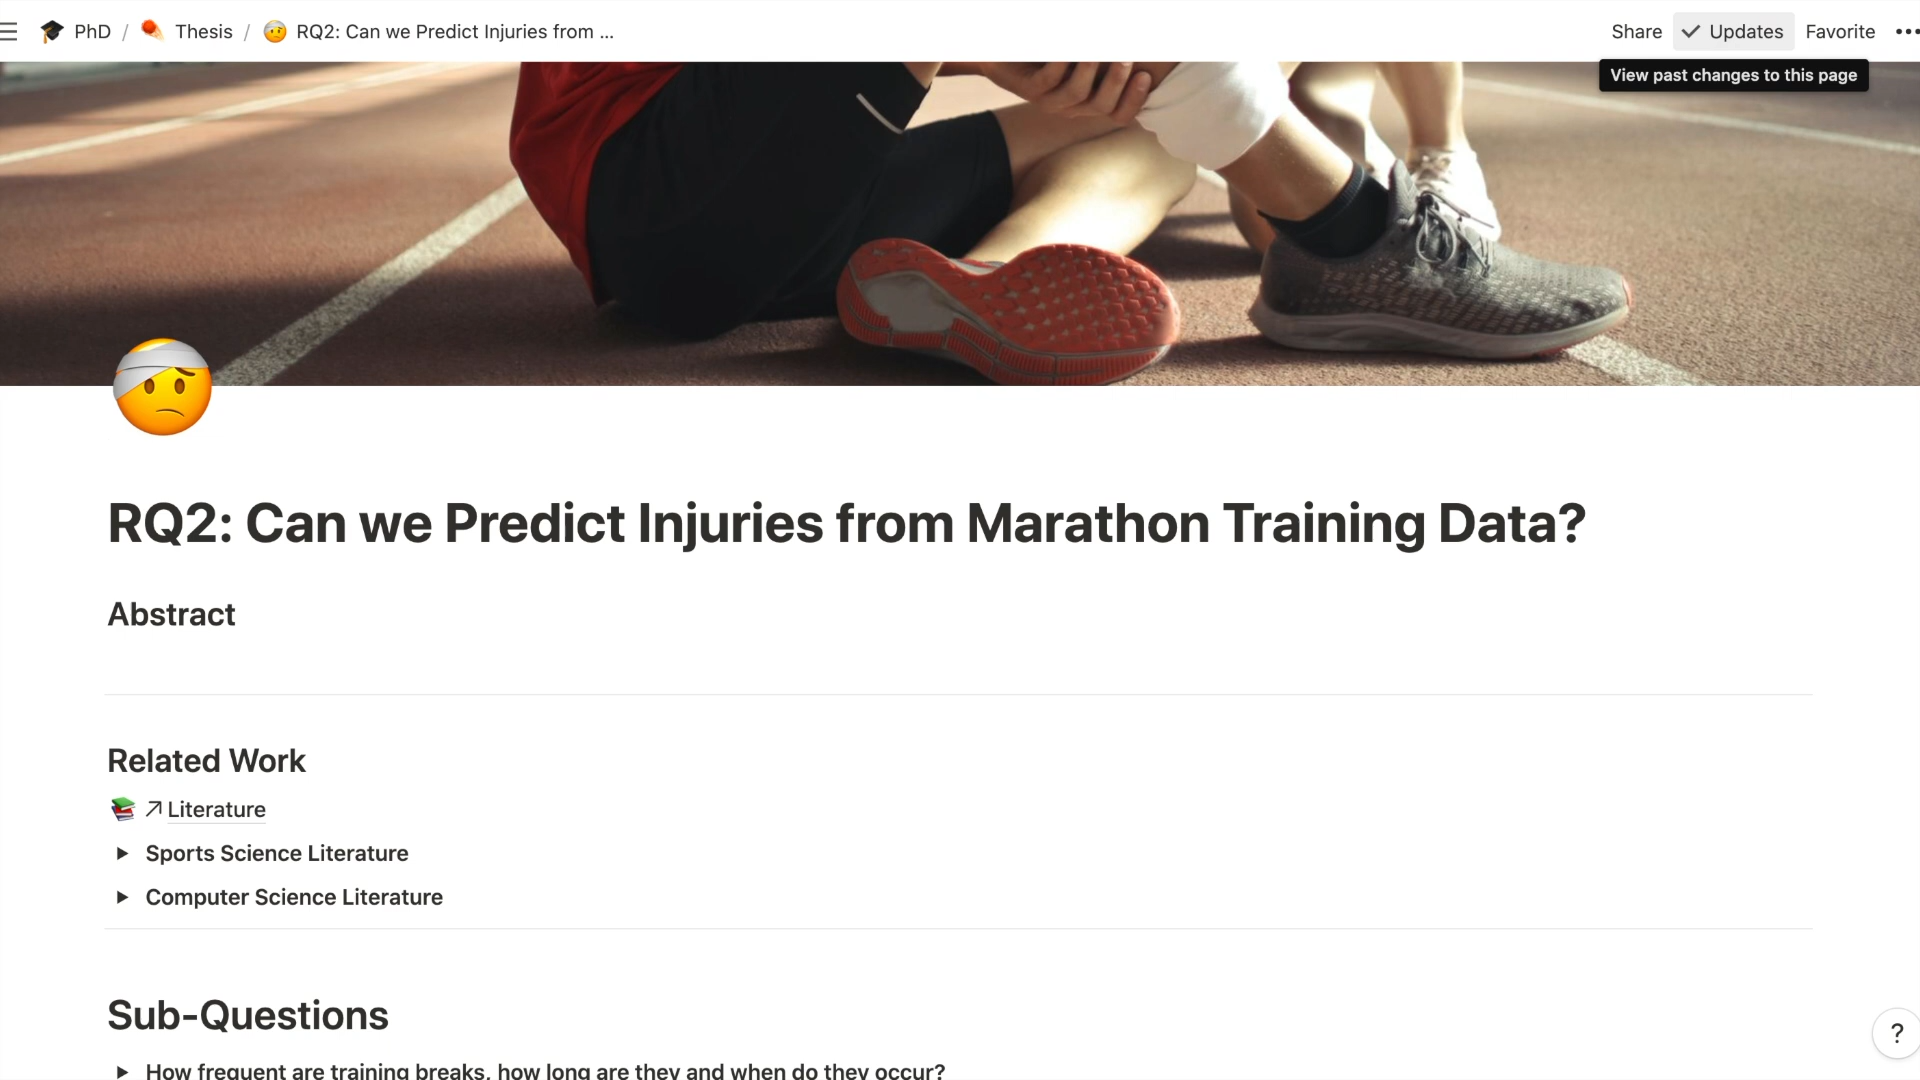 PhD / Thesis / RQ2: Can we Predict Injuries from ...
Share Updates Favorite
View past changes to this page
RQ2: Can we Predict Injuries from Marathon Training Data?
Abstract
Related Work
Literature
Sports Science Literature
Computer Science Literature
Sub-Questions
How frequent are training breaks, how long are they and when do they occur?
?